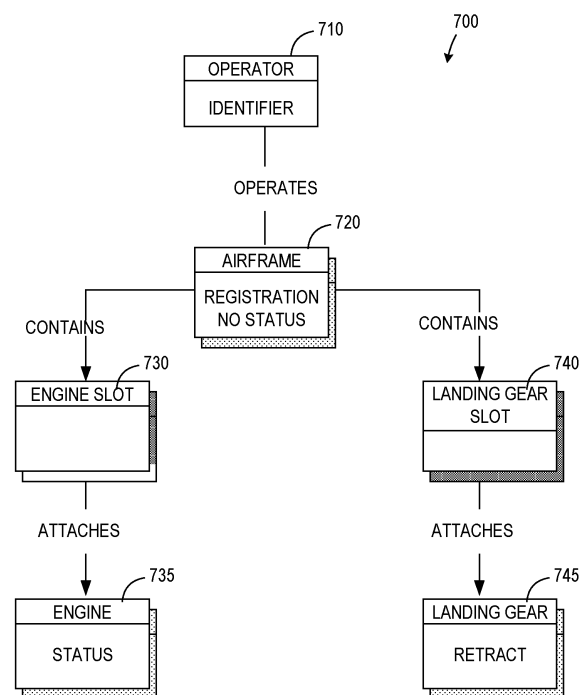 710
700
OPERATOR
IDENTIFIER
OPERATES
720
AIRFRAME
REGISTRATION
NO STATUS
CONTAINS
CONTAINS
730
740
ENGINE SLOT
LANDING GEAR
SLOT
ATTACHES
ATTACHES
735
745
ENGINE
LANDING GEAR
STATUS
RETRACT